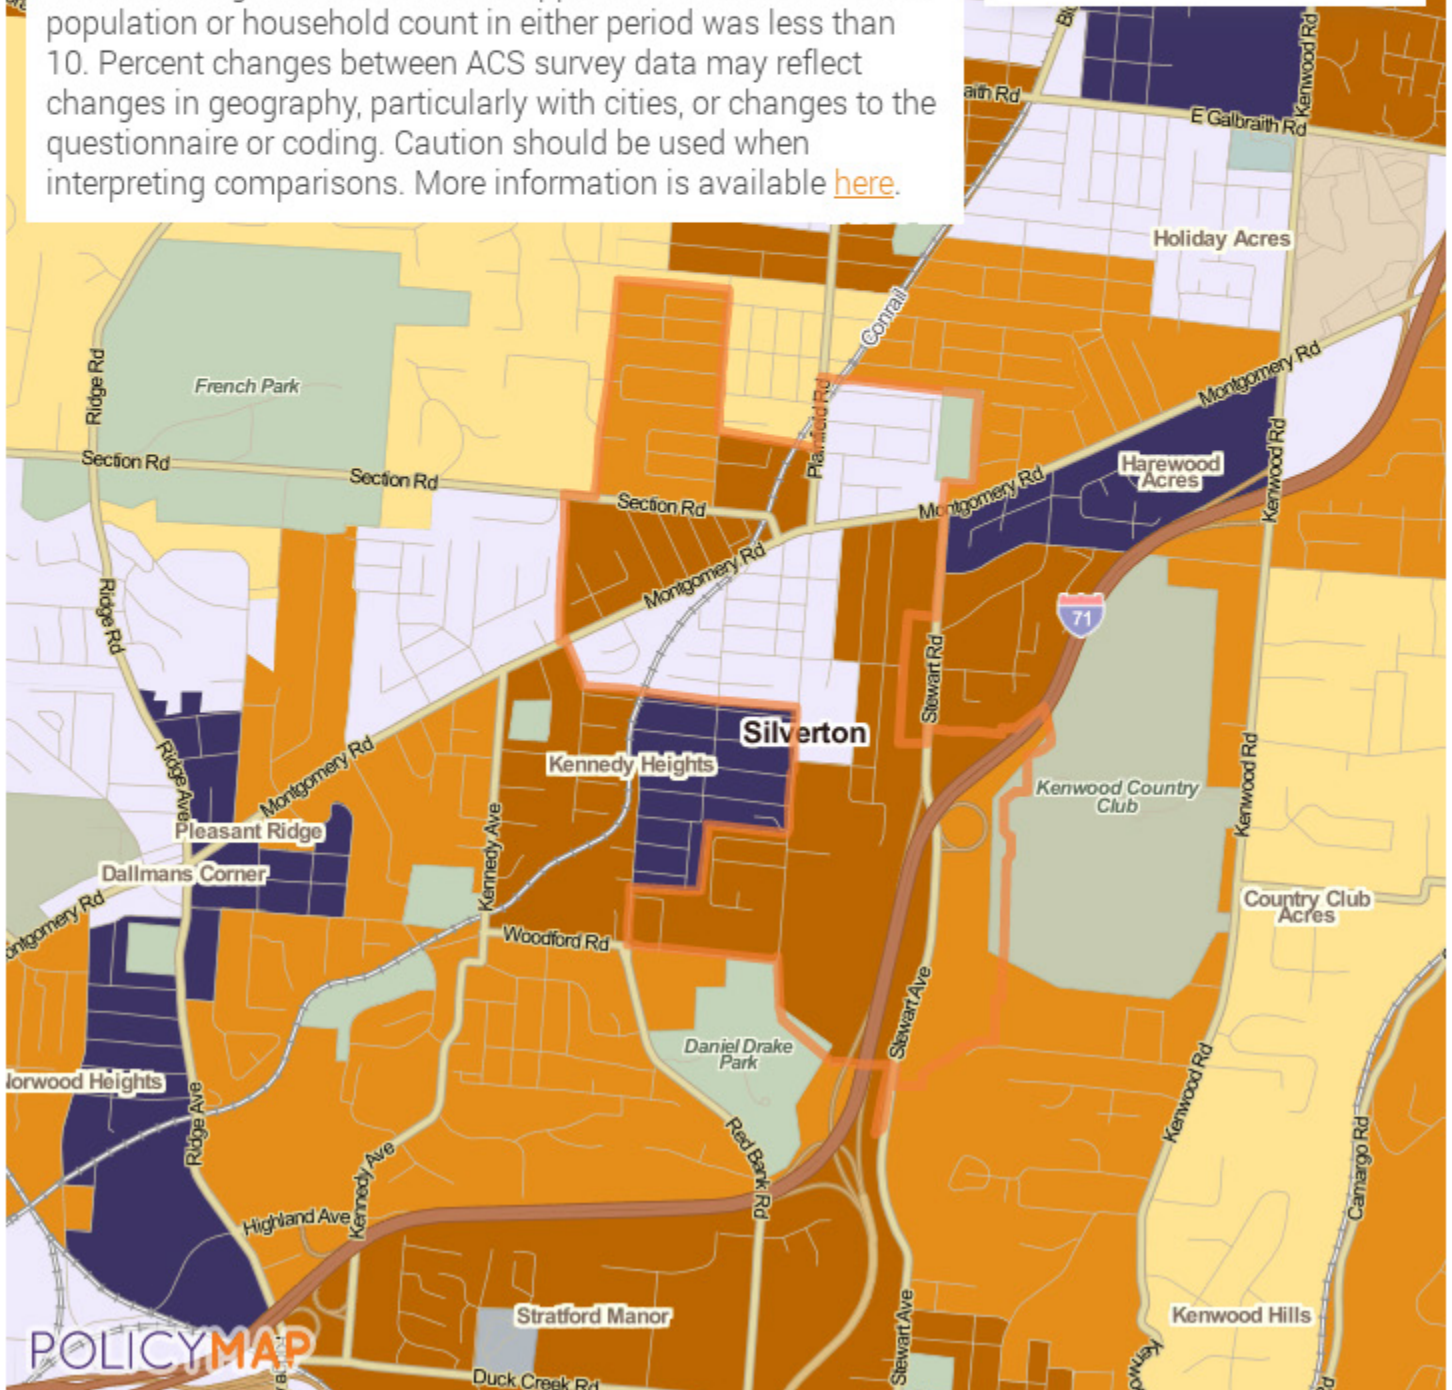 population or household count in either period was less than
10. Percent changes between ACS survey data may reflect
changes in geography, particularly with cities, or changes to the
questionnaire or coding. Caution should be used when
interpreting comparisons. More information is available here.
Kenwood Rd
E Galbraith Rd
Holiday Acres
Conrail
Ridge Rd
French Park
Plainfield Rd
Montgomery Rd
Section Rd
Section Rd
Section Rd
Montgomery Rd
Harewood
Acres
Kenwood Rd
Montgomery Rd
Ridge Rd
71
Stewart Rd
Silverton
Kennedy Heights
Ridge Ave
Montgomery Rd
Kenwood Rd
Kenwood Country
Club
Pleasant Ridge
Kennedy Ave
Dallmans Corner
ontgomery Rd
Country Club
Acres
Woodford Rd
Stewart Ave
Daniel Drake
Park
Norwood Heights
Ridge Ave
Kenwood Rd
Red Bank Rd
Camargo Rd
Kennedy Ave
Highland Ave
Stratford Manor
Kenwood Hills
Stewart Ave
POLICYMAP
Duck Creek Rd